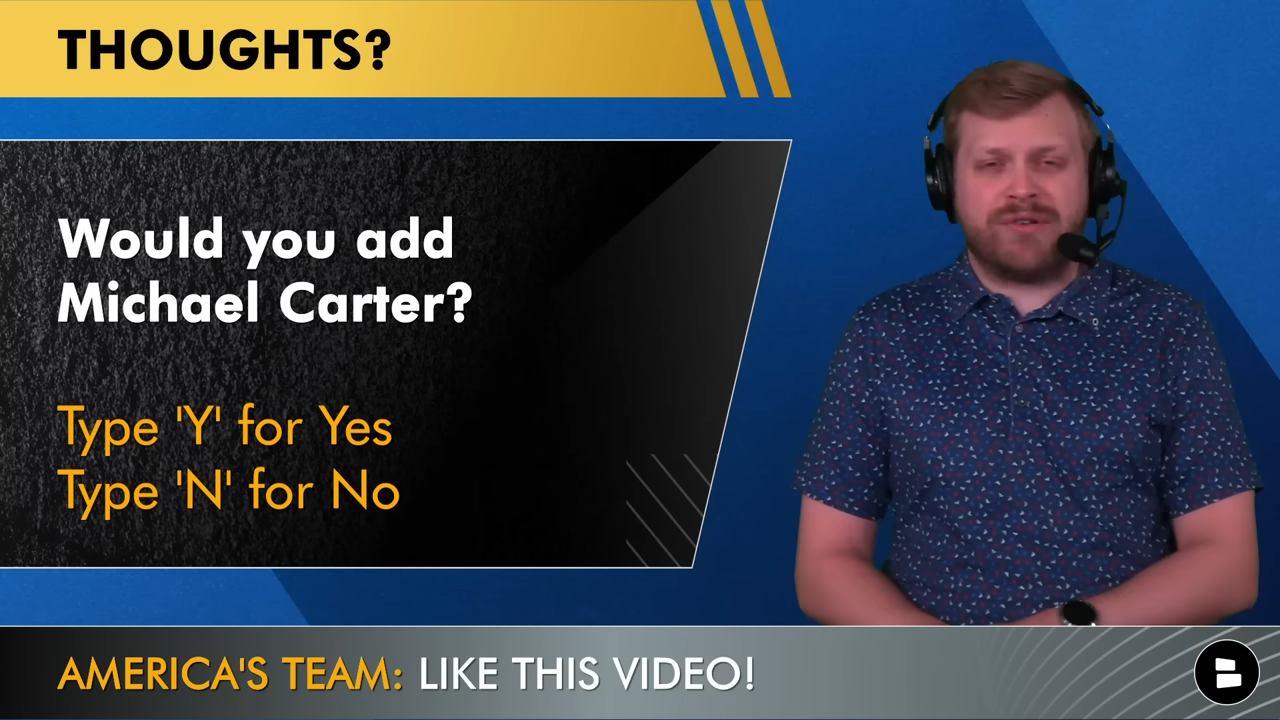 THOUGHTS?
Would you add
Michael Carter?
Type 'Y' for Yes
Type 'N' for No
AMERICA'S TEAM: LIKE THIS VIDEO!